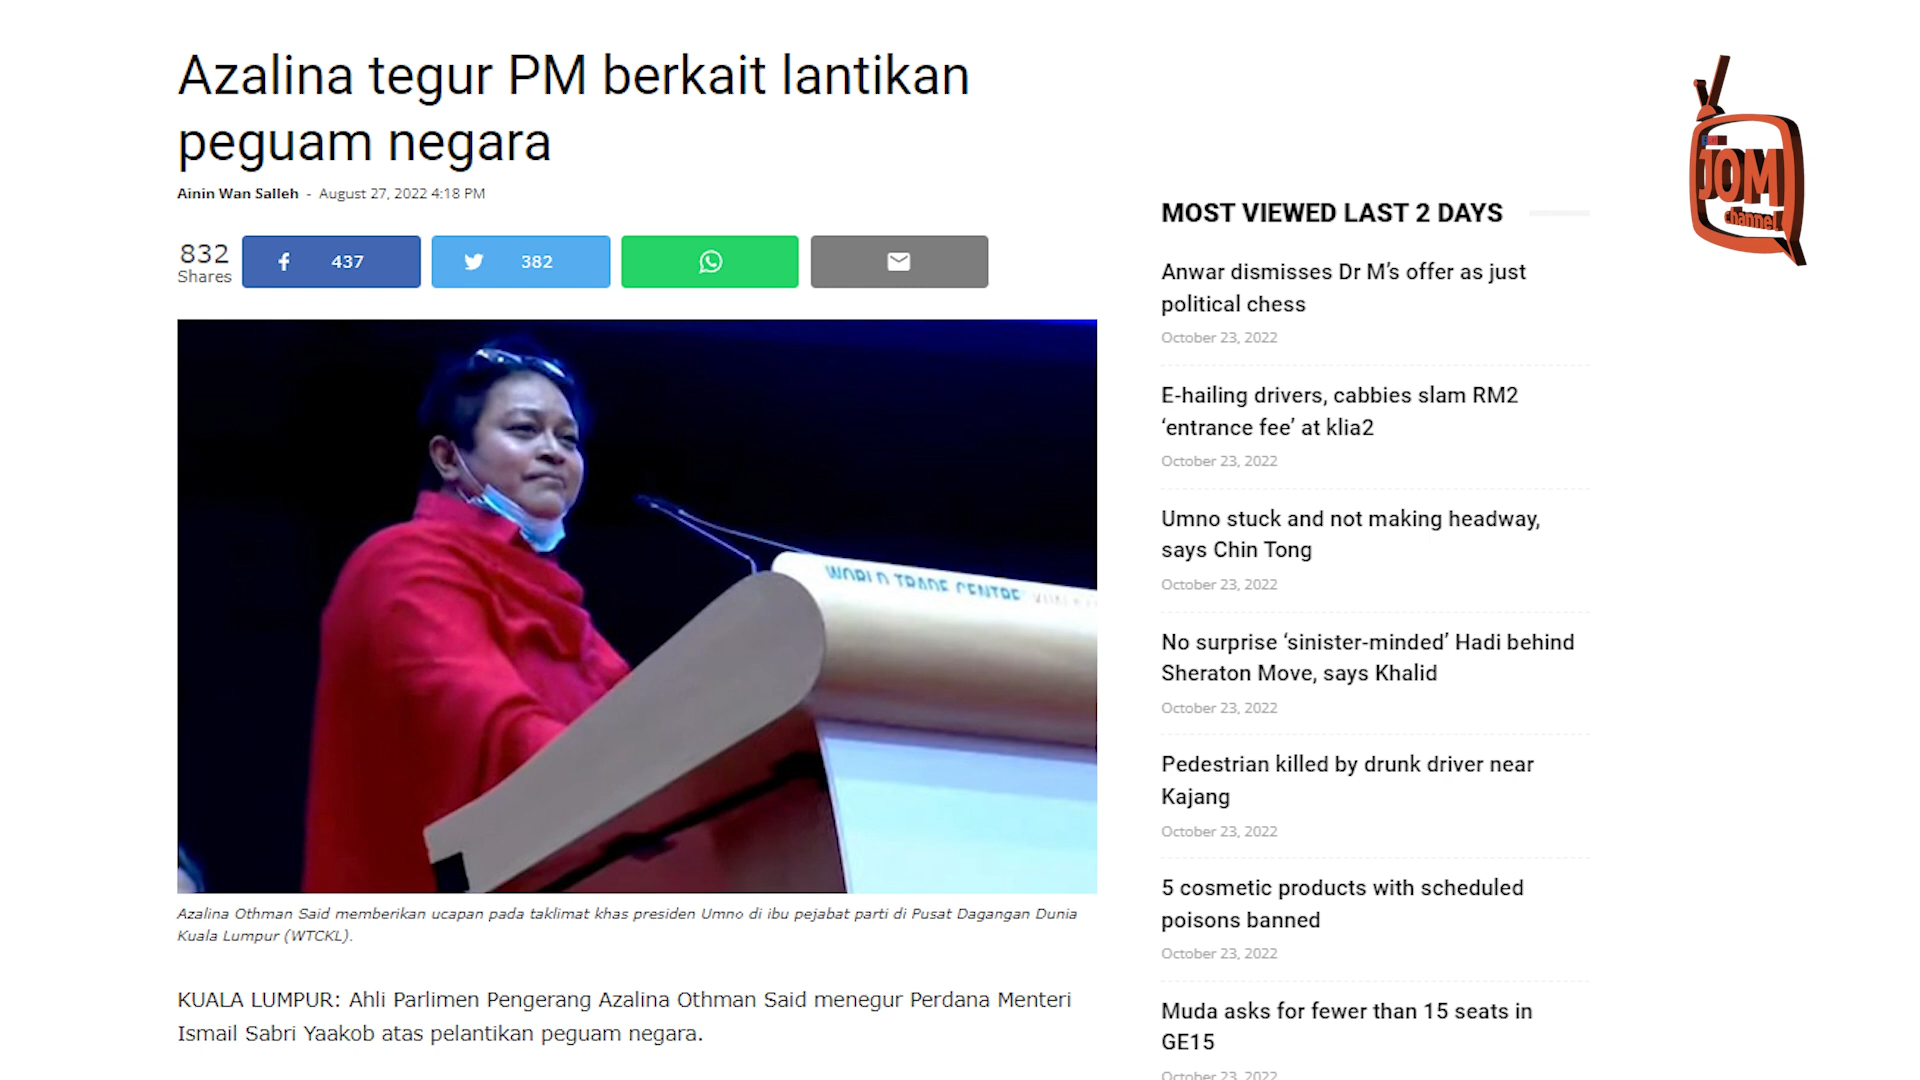 Azalina tegur PM berkait lantikan
peguam negara
Ainin Wan Salleh - August 27, 2022 4:18 PM
832
Shares
437
382
WORLD TRADE CENTRE
Azalina Othman Said memberikan ucapan pada taklimat khas presiden Umno di ibu pejabat parti di Pusat Dagangan Dunia
Kuala Lumpur (WTCKL).
KUALA LUMPUR: Ahli Parlimen Pengerang Azalina Othman Said menegur Perdana Menteri
Ismail Sabri Yaakob atas pelantikan peguam negara.
MOST VIEWED LAST 2 DAYS
Anwar dismisses Dr M’s offer as just
political chess
October 23, 2022
E-hailing drivers, cabbies slam RM2
‘entrance fee’ at klia2
October 23, 2022
Umno stuck and not making headway,
says Chin Tong
October 23, 2022
No surprise ‘sinister-minded’ Hadi behind
Sheraton Move, says Khalid
October 23, 2022
Pedestrian killed by drunk driver near
Kajang
October 23, 2022
5 cosmetic products with scheduled
poisons banned
October 23, 2022
Muda asks for fewer than 15 seats in
GE15
October 23, 2022
JOM
channel